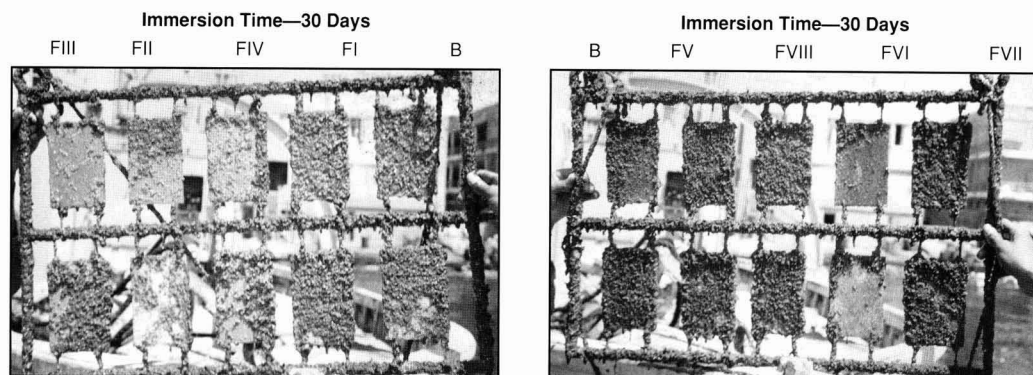 Immersion Time—30 Days
FIII FII FIV FI B
Immersion Time—30 Days
B FV FVIII FVI FVII